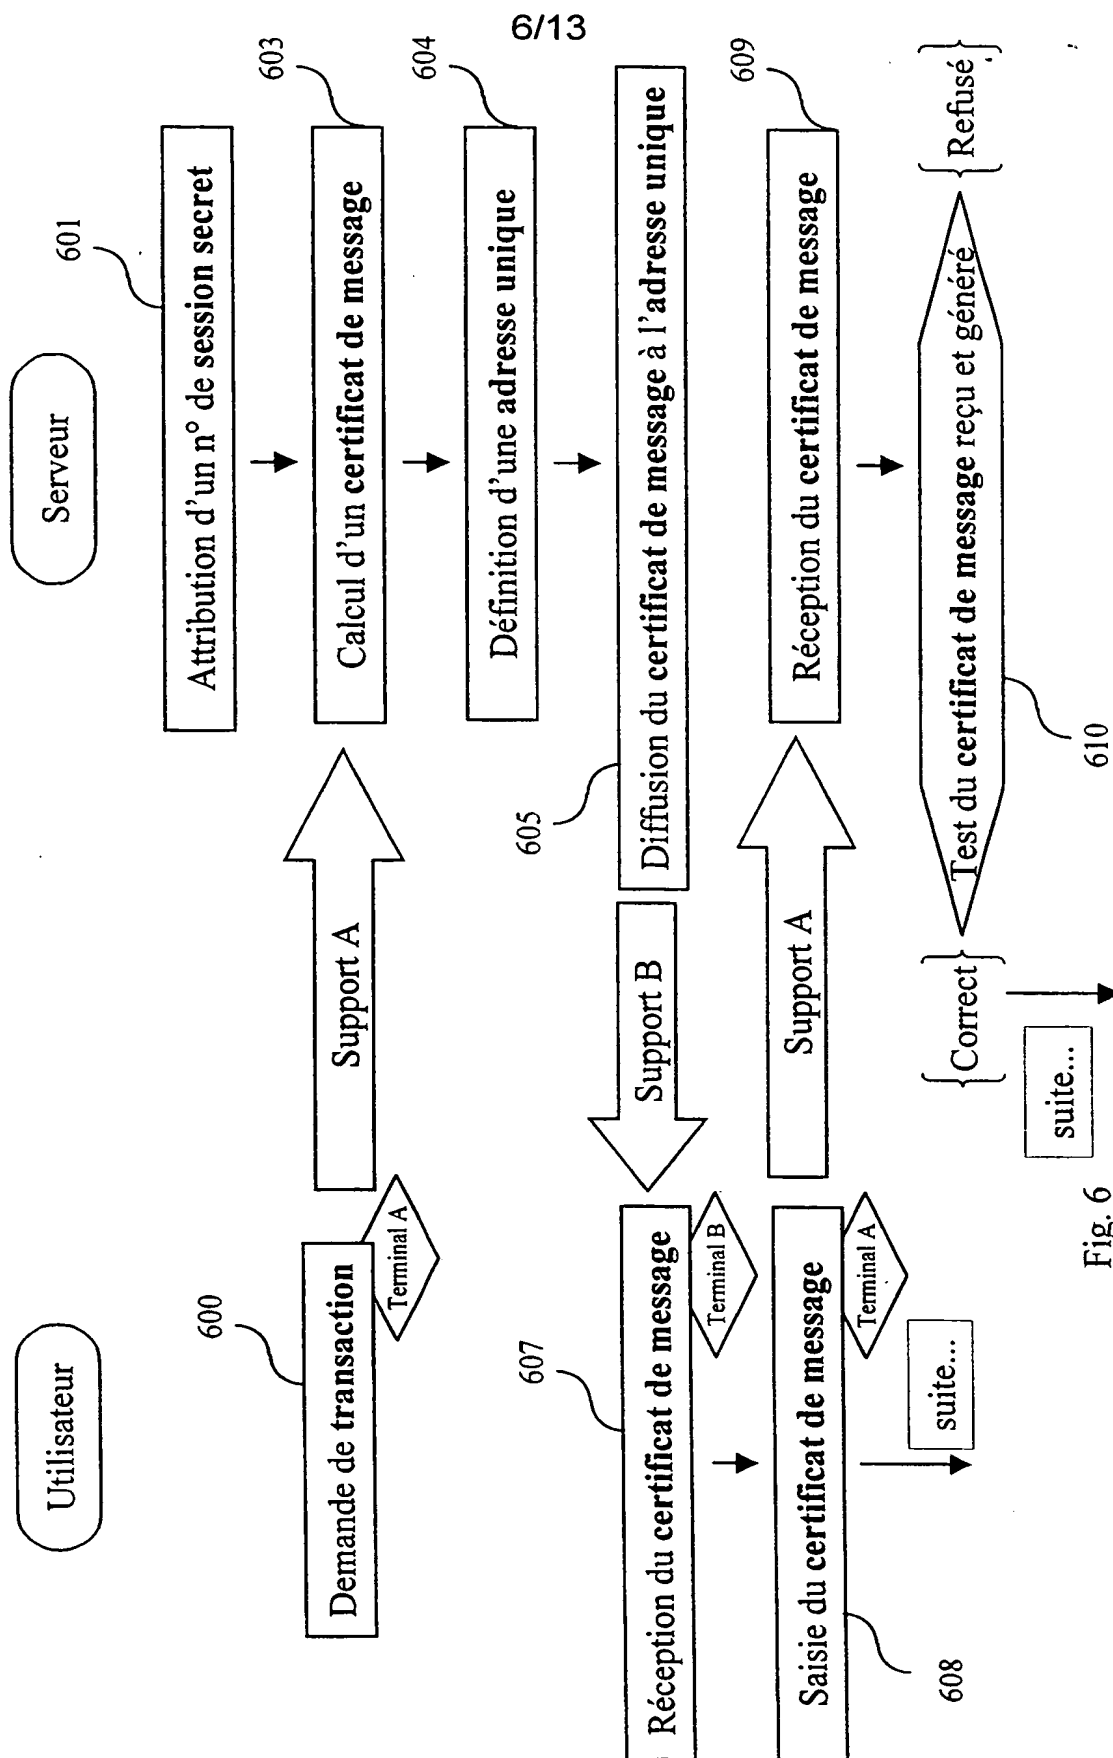 6/13
Utilisateur
Serveur
601
Attribution d'un n° de session secret
600
603
Demande de transaction
Terminal A
Support A
Calcul d'un certificat de message
604
Définition d'une adresse unique
605
607
Réception du certificat de message
Terminal B
Support B
Diffusion du certificat de message à l'adresse unique
609
Saisie du certificat de message
Terminal A
Support A
Réception du certificat de message
608
suite...
Correct
Test du certificat de message reçu et généré
Refusé
suite...
610
Fig. 6